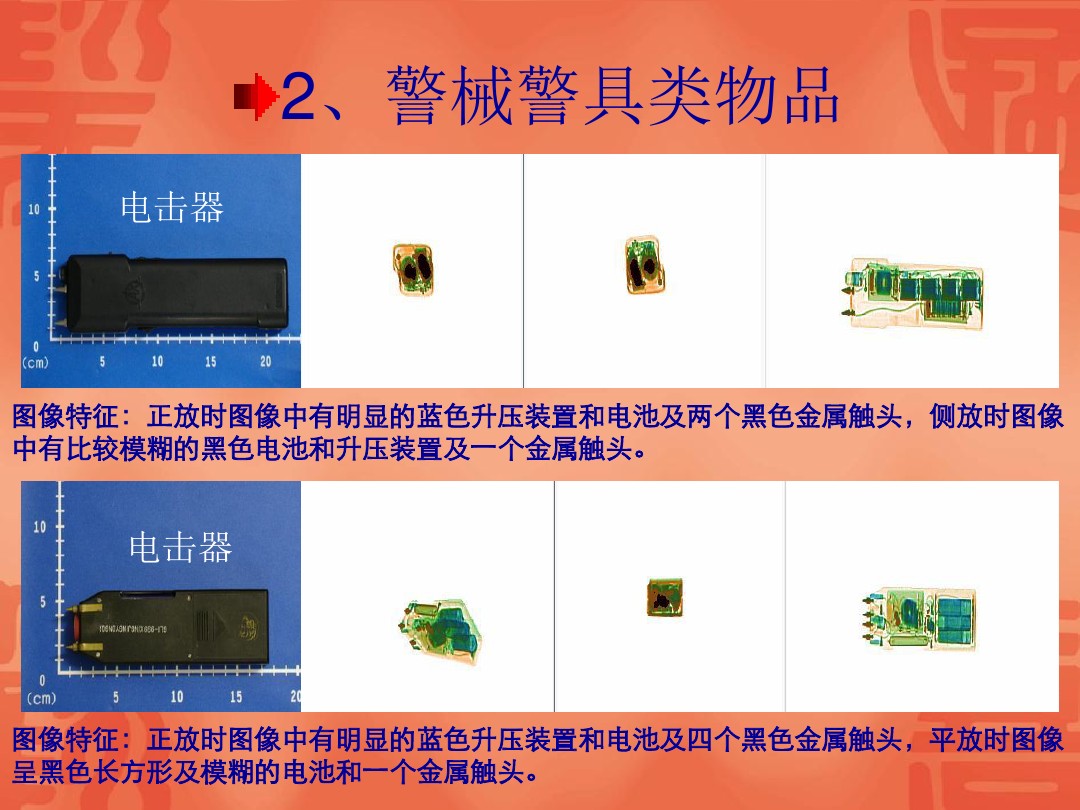 2、警械警具类物品
电击器
10
5
0
(cm)
5 10 15 20
图像特征：正放时图像中有明显的蓝色升压装置和电池及两个黑色金属触头，侧放时图像
中有比较模糊的黑色电池和升压装置及一个金属触头。
电击器
10
5
0
(cm)
5 10 15 20
图像特征：正放时图像中有明显的蓝色升压装置和电池及四个黑色金属触头，平放时图像
呈黑色长方形及模糊的电池和一个金属触头。